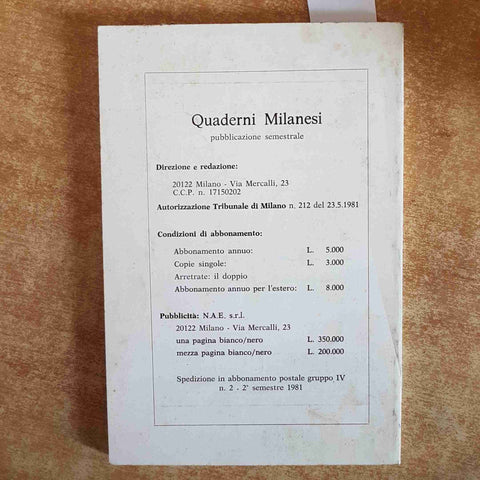 Quaderni Milanesi
pubblicazione semestrale
Direzione e redazione:
20122 Milano - Via Mercalli, 23
C.C.P. n. 17150202
Autorizzazione Tribunale di Milano n. 212 del 23.5.1981
Condizioni di abbonamento:
Abbonamento annuo: L. 5.000
Copie singole: L. 3.000
Arretrate: il doppio
Abbonamento annuo per l'estero: L. 8.000
Pubblicità: N.A.E. s.r.l.
20122 Milano - Via Mercalli, 23
una pagina bianco/nero L. 350.000
mezza pagina bianco/nero L. 200.000
Spedizione in abbonamento postale gruppo IV
n. 2 - 2° semestre 1981